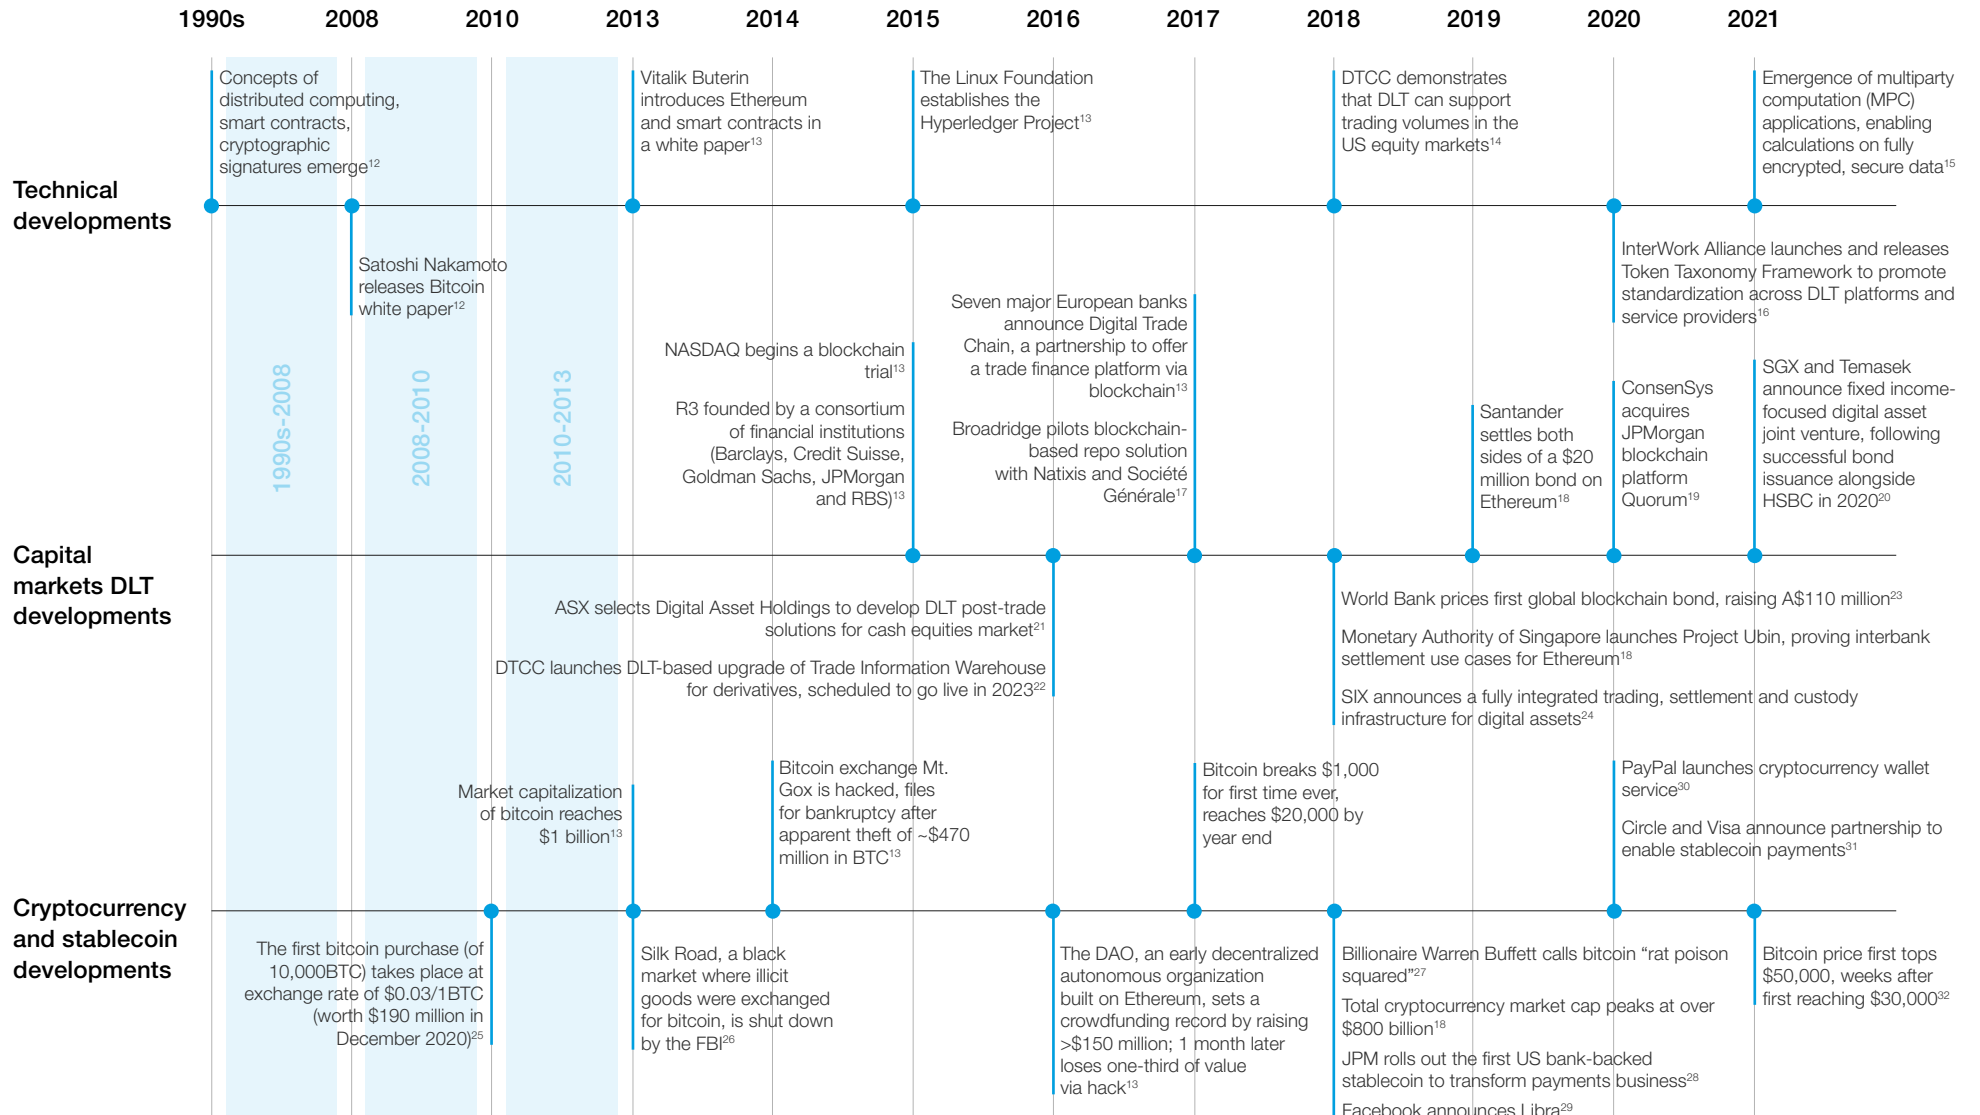 1990s 2008 2010 2013 2014 2015 2016 2017 2018 2019 2020 2021
Technical
developments
Concepts of
distributed computing,
smart contracts,
cryptographic
signatures emerge12
Satoshi Nakamoto
releases Bitcoin
white paper12
Vitalik Buterin
introduces Ethereum
and smart contracts in
a white paper13
The Linux Foundation
establishes the
Hyperledger Project13
DTCC demonstrates
that DLT can support
trading volumes in the
US equity markets14
InterWork Alliance launches and releases
Token Taxonomy Framework to promote
standardization across DLT platforms and
service providers16
Emergence of multiparty
computation (MPC)
applications, enabling
calculations on fully
encrypted, secure data15
1990s-2008
2008-2010
2010-2013
Capital
markets DLT
developments
NASDAQ begins a blockchain
trial13
R3 founded by a consortium
of financial institutions
(Barclays, Credit Suisse,
Goldman Sachs, JPMorgan
and RBS)13
ASX selects Digital Asset Holdings to develop DLT post-trade
solutions for cash equities market21
DTCC launches DLT-based upgrade of Trade Information Warehouse
for derivatives, scheduled to go live in 202322
Seven major European banks
announce Digital Trade
Chain, a partnership to offer
a trade finance platform via
blockchain13
Broadridge pilots blockchain-
based repo solution
with Natixis and Société
Générale17
World Bank prices first global blockchain bond, raising A$110 million23
Monetary Authority of Singapore launches Project Ubin, proving interbank
settlement use cases for Ethereum18
SIX announces a fully integrated trading, settlement and custody
infrastructure for digital assets24
Santander
settles both
sides of a $20
million bond on
Ethereum18
ConsenSys
acquires
JPMorgan
blockchain
platform
Quorum19
SGX and Temasek
announce fixed income-
focused digital asset
joint venture, following
successful bond
issuance alongside
HSBC in 202020
Cryptocurrency
and stablecoin
developments
The first bitcoin purchase (of
10,000BTC) takes place at
exchange rate of $0.03/1BTC
(worth $190 million in
December 2020)25
Market capitalization
of bitcoin reaches
$1 billion13
Silk Road, a black
market where illicit
goods were exchanged
for bitcoin, is shut down
by the FBI26
Bitcoin exchange Mt.
Gox is hacked, files
for bankruptcy after
apparent theft of ~$470
million in BTC13
The DAO, an early decentralized
autonomous organization
built on Ethereum, sets a
crowdfunding record by raising
>$150 million; 1 month later
loses one-third of value
via hack13
Bitcoin breaks $1,000
for first time ever,
reaches $20,000 by
year end
Billionaire Warren Buffett calls bitcoin “rat poison
squared”27
Total cryptocurrency market cap peaks at over
$800 billion18
JPM rolls out the first US bank-backed
stablecoin to transform payments business28
Facebook announces Libra29
PayPal launches cryptocurrency wallet
service30
Circle and Visa announce partnership to
enable stablecoin payments31
Bitcoin price first tops
$50,000, weeks after
first reaching $30,00032